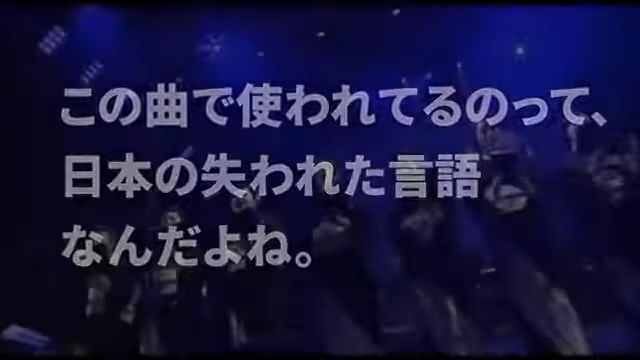 この曲で使われてるのって、
日本の失われた言語
なんだよね。